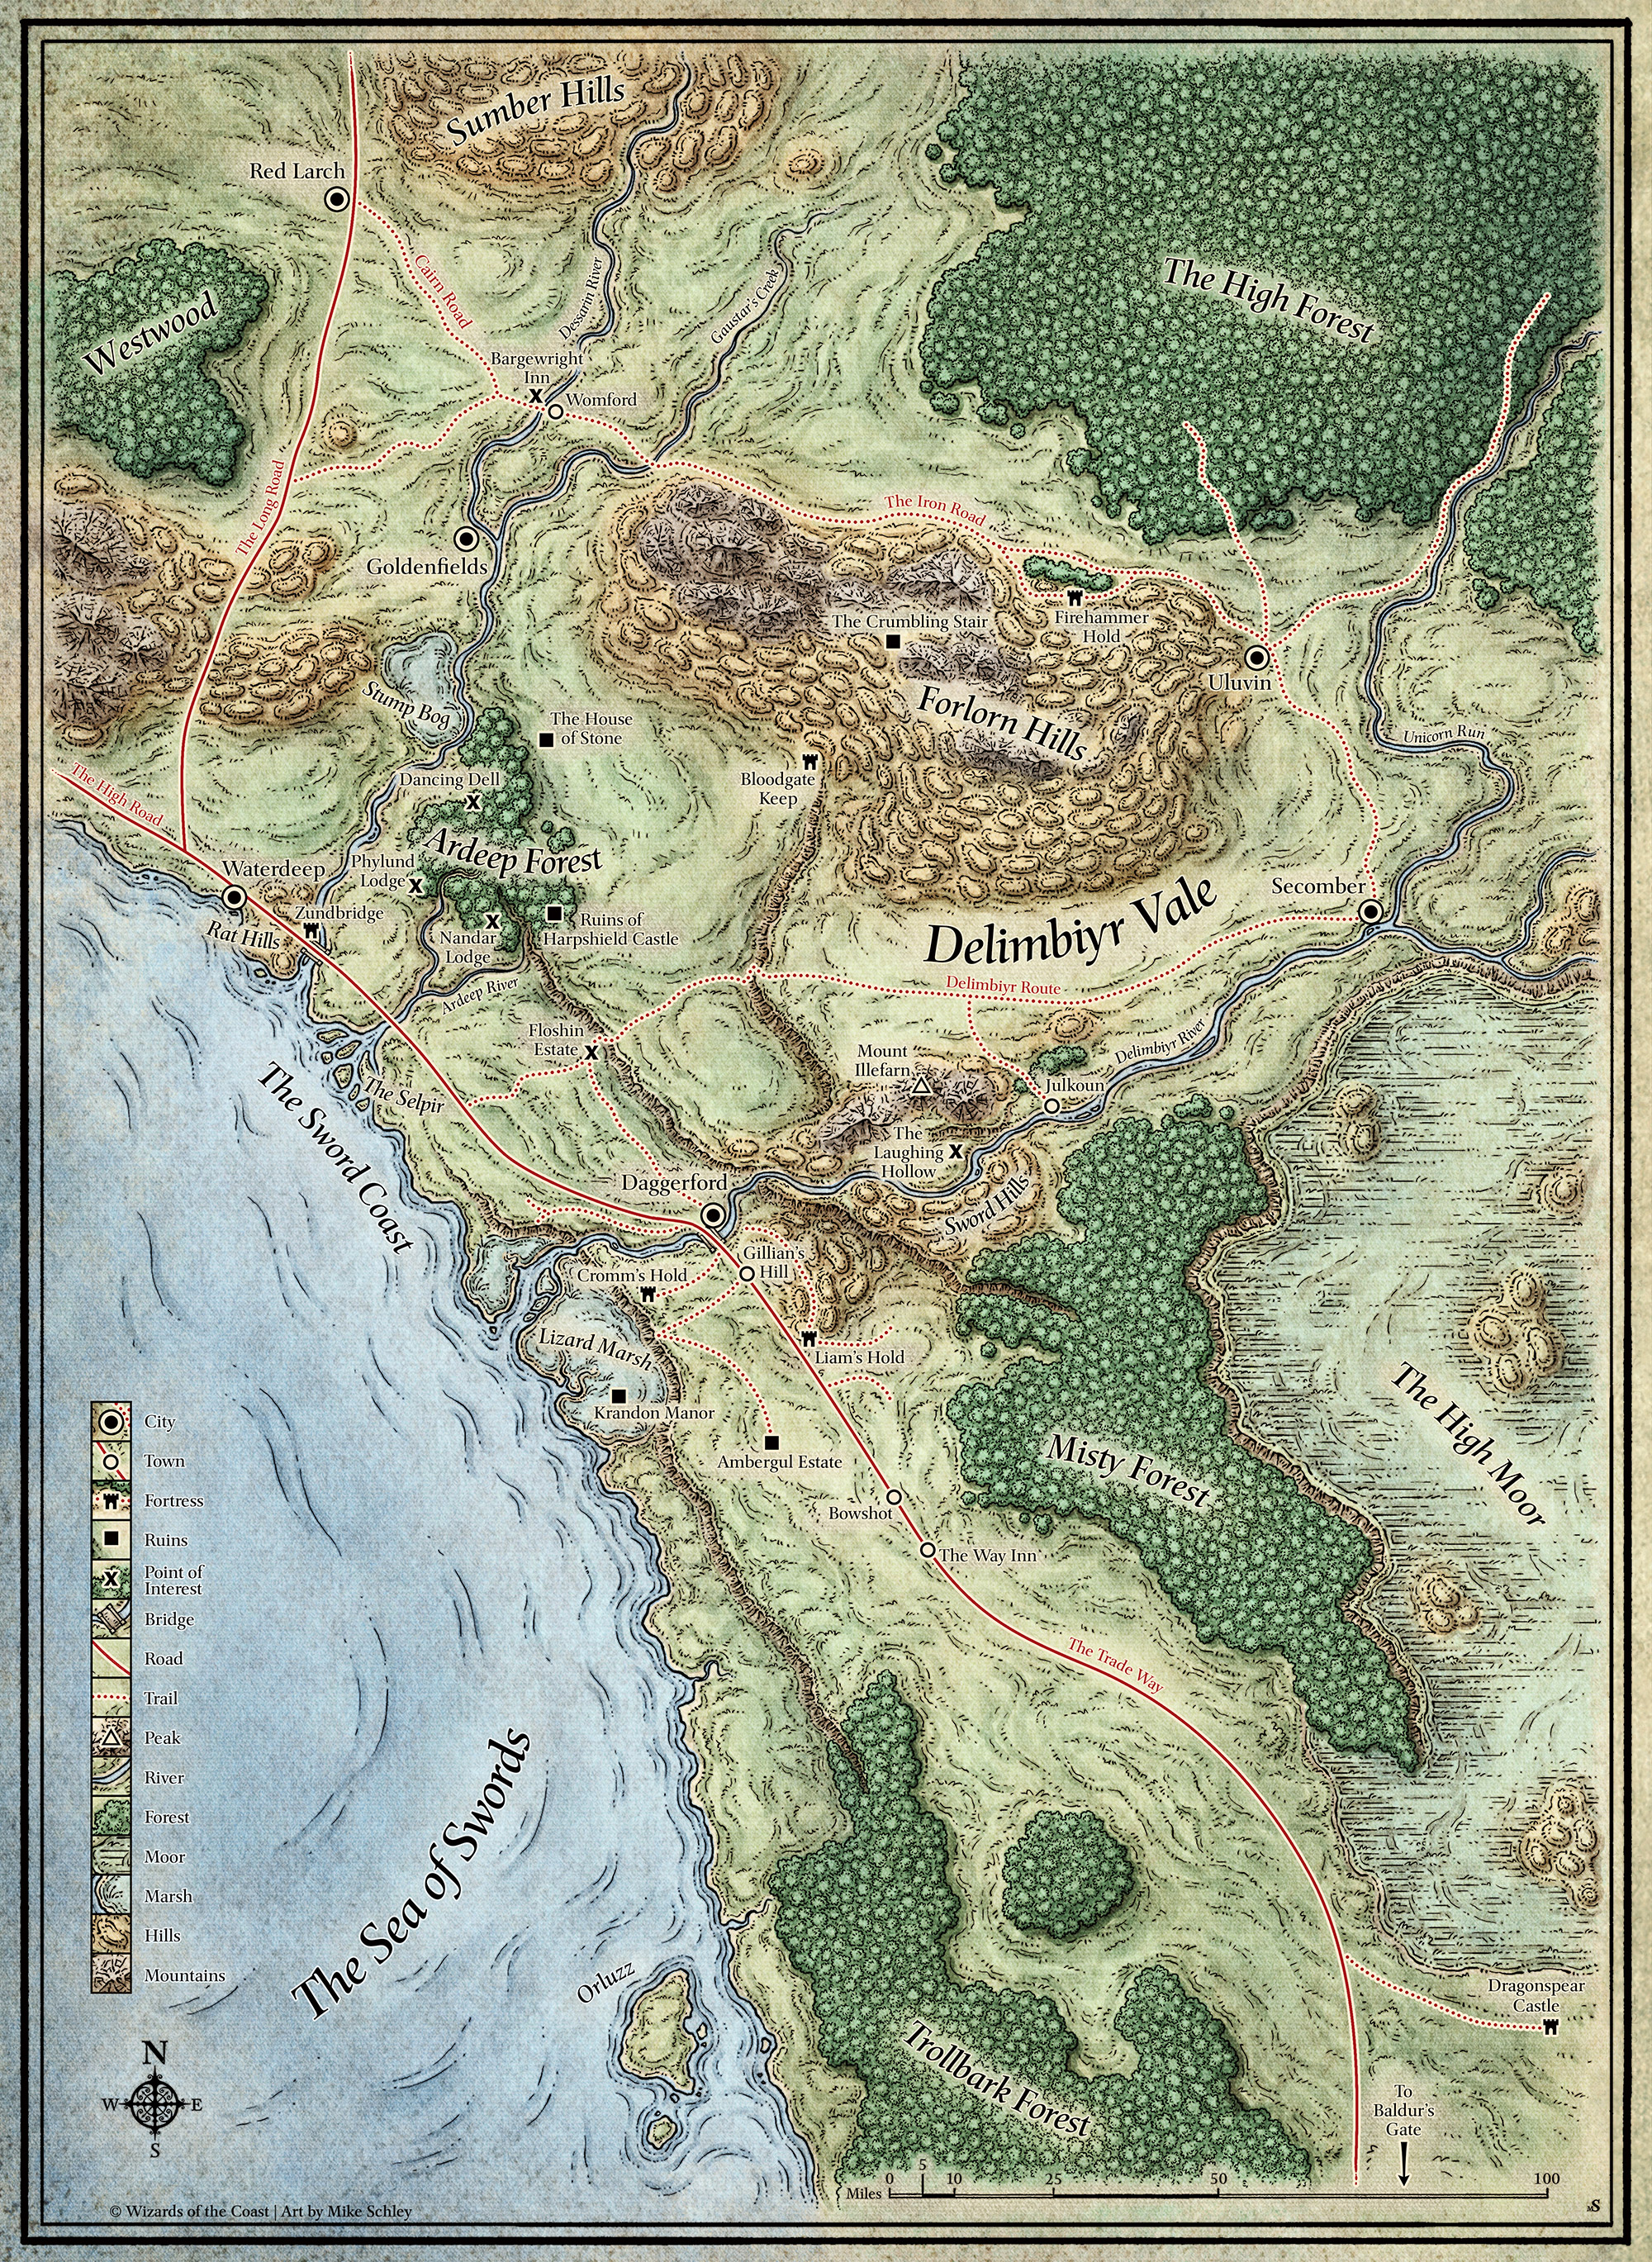 Sumber Hills
Red Larch
The High Forest
Cairn Road
Dessarin River
Gaustar's Creek
Westwood
Bargewright
Inn
Womford
The Long Road
The Iron Road
Goldenfields
The Crumbling Stair
Firehammer
Hold
Uluvin
Stump Bog
Forlorn Hills
The House
of Stone
Unicorn Run
Bloodgate
Keep
Dancing Dell
The High Road
Ardeep Forest
Waterdeep
Phylund
Lodge
Secomber
Delimbiyr Vale
Zundbridge
Rat Hills
Nandar
Lodge
Ruins of
Harpshield Castle
Ardeep River
Delimbiyr Route
Floshin
Estate
Delimbiyr River
Mount
Illefarn
The Selpir
Julkoun
The Sword Coast
The
Laughing
Hollow
Daggerford
Sword Hills
Gillian's
Hill
Cromm's Hold
Lizard Marsh
Liam's Hold
Krandon Manor
The High Moor
Ambergul Estate
Misty Forest
Bowshot
The Way Inn
The Trade Way
The Sea of Swords
Orluzz
Dragonspear
Castle
Trollbark Forest
To
Baldur's
Gate
City
Town
Fortress
Ruins
Point of
Interest
Bridge
Road
Trail
Peak
River
Forest
Moor
Marsh
Hills
Mountains
N
W E
S
0 5 10 25 50 100
Miles
© Wizards of the Coast | Art by Mike Schley